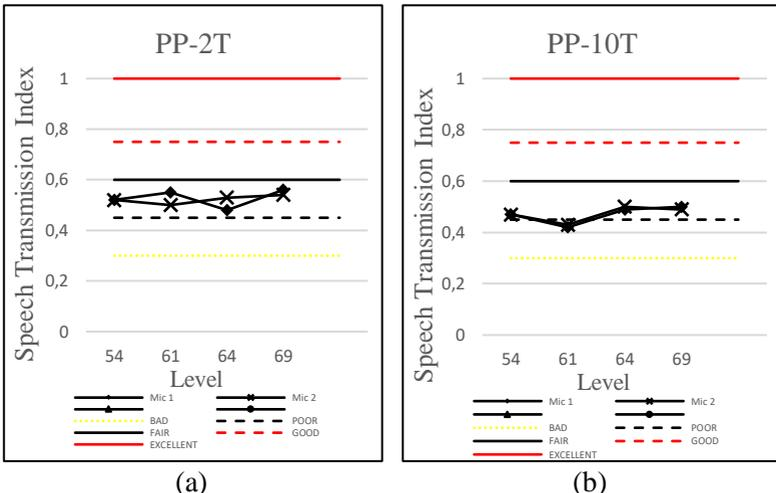 PP-2T
Speech Transmission Index
1
0,8
0,6
0,4
0,2
0
54 61 64 69
Level
Mic 1 Mic 2
BAD POOR
FAIR GOOD
EXCELLENT
(a)
PP-10T
Speech Transmission Index
1
0,8
0,6
0,4
0,2
0
54 61 64 69
Level
Mic 1 Mic 2
BAD POOR
FAIR GOOD
EXCELLENT
(b)